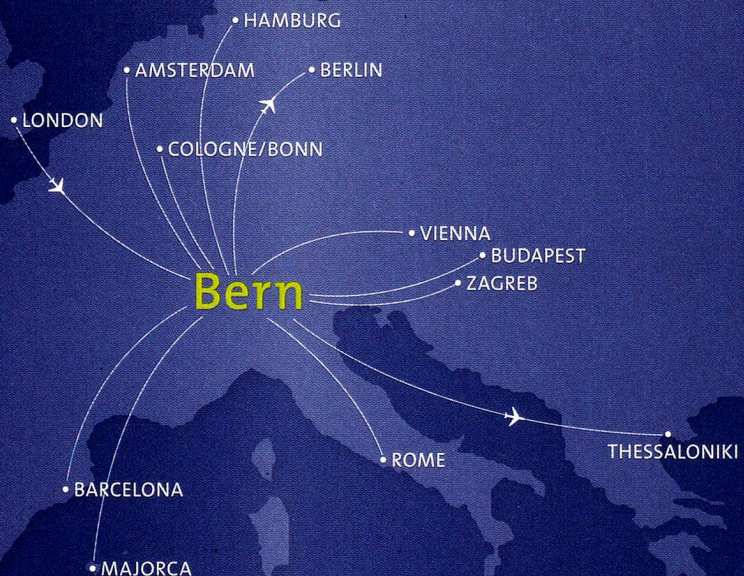 HAMBURG
AMSTERDAM
BERLIN
LONDON
COLOGNE/BONN
VIENNA
BUDAPEST
ZAGREB
Bern
THESSALONIKI
ROME
BARCELONA
MAJORCA